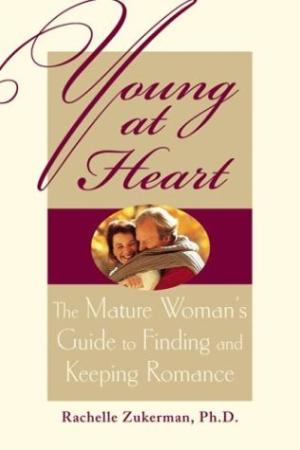 Young
at
Heart
The Mature Woman's
Guide to Finding and
Keeping Romance
Rachelle Zukerman, Ph.D.